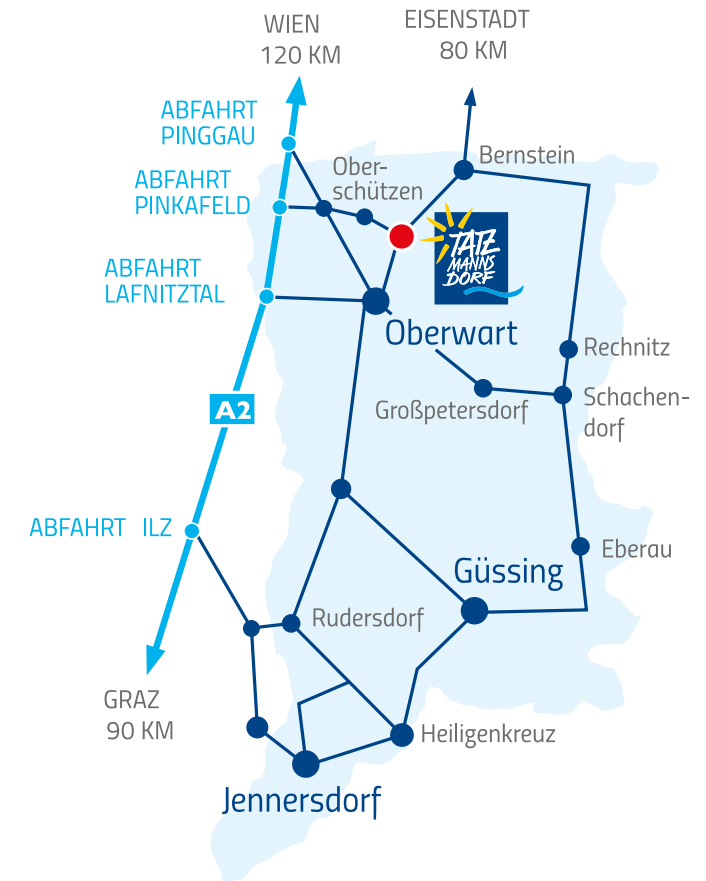 WIEN
120 KM
EISENSTADT
80 KM
ABFAHRT
PINGGAU
Bernstein
Ober-
schützen
ABFAHRT
PINKAFELD
TATZ
MANNS
DORF
ABFAHRT
LAFNITZTAL
Oberwart
Rechnitz
Schachen-
dorf
Großpetersdorf
A2
ABFAHRT ILZ
Eberau
Güssing
Rudersdorf
GRAZ
90 KM
Heiligenkreuz
Jennersdorf